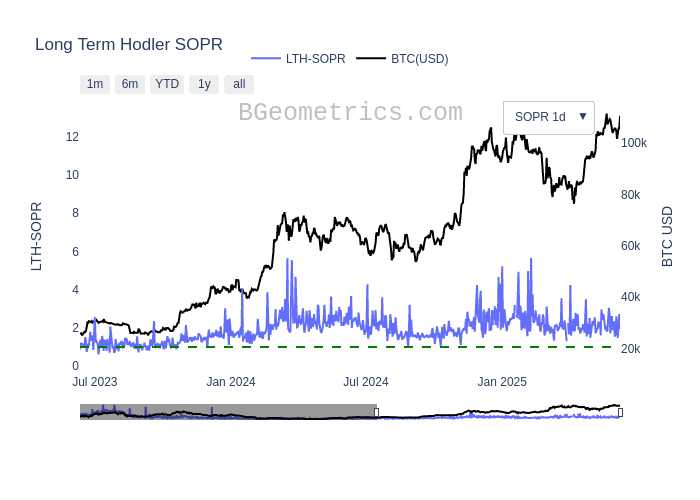 Long Term Hodler SOPR
LTH-SOPR BTC(USD)
1m 6m YTD 1y all
BGeometrics.com
SOPR 1d ▼
12
10
8
6
4
2
0
LTH-SOPR
100k
80k
60k
40k
20k
BTC USD
Jul 2023 Jan 2024 Jul 2024 Jan 2025